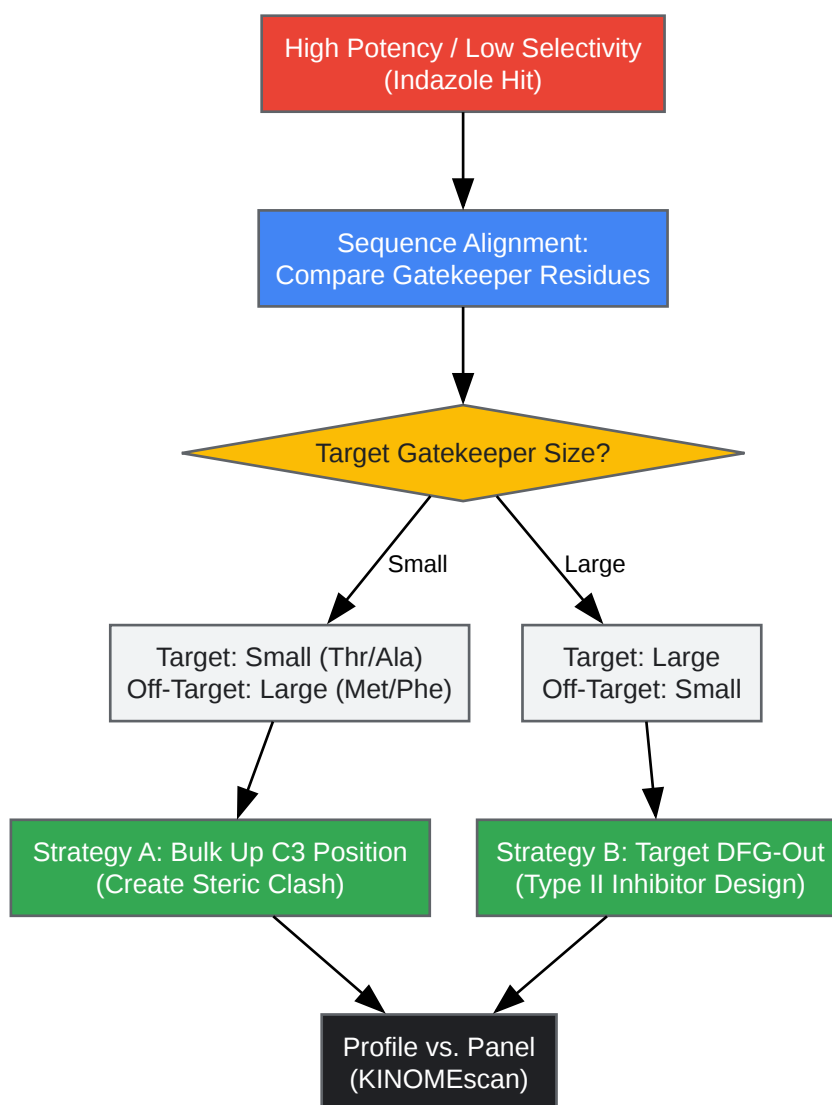 High Potency / Low Selectivity
(Indazole Hit)
Sequence Alignment:
Compare Gatekeeper Residues
Target Gatekeeper Size?
Small
Large
Target: Small (Thr/Ala)
Off-Target: Large (Met/Phe)
Target: Large
Off-Target: Small
Strategy A: Bulk Up C3 Position
(Create Steric Clash)
Strategy B: Target DFG-Out
(Type II Inhibitor Design)
Profile vs. Panel
(KINOMEscan)